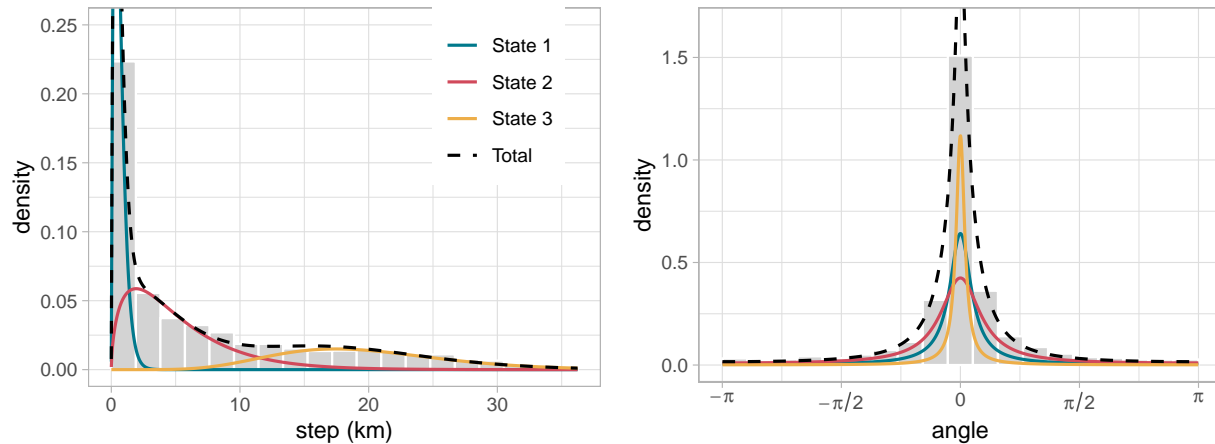 0.25
0.20
0.15
0.10
0.05
0.00
density
0 10 20 30
step (km)
State 1
State 2
State 3
Total
1.5
1.0
0.5
0.0
density
−π −π/2 0 π/2 π
angle